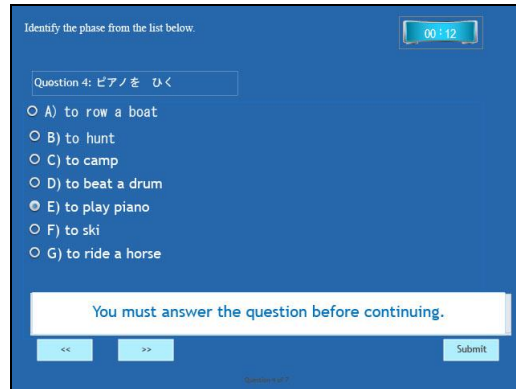 Identify the phase from the list below.
00:12
Question 4: ピアノを　ひく
A) to row a boat
B) to hunt
C) to camp
D) to beat a drum
E) to play piano
F) to ski
G) to ride a horse
You must answer the question before continuing.
<< >> Submit